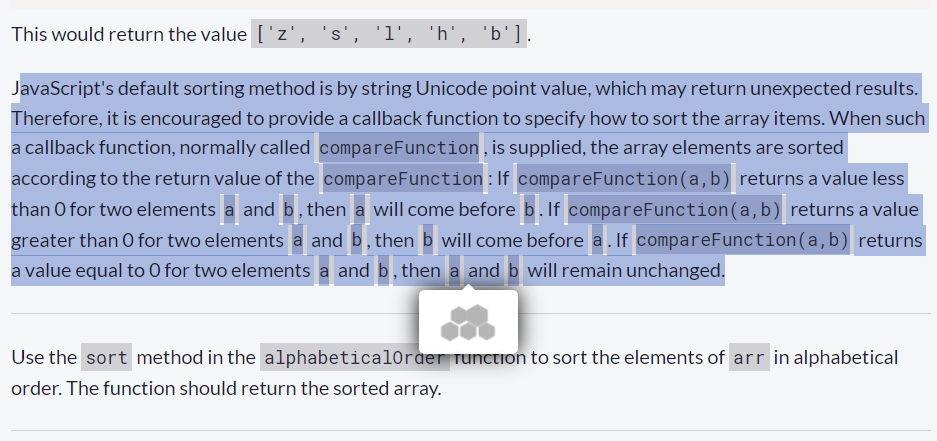 This would return the value ['z', 's', 'l', 'h', 'b'].
JavaScript's default sorting method is by string Unicode point value, which may return unexpected results.
Therefore, it is encouraged to provide a callback function to specify how to sort the array items. When such
a callback function, normally called compareFunction, is supplied, the array elements are sorted
according to the return value of the compareFunction: If compareFunction(a,b) returns a value less
than 0 for two elements a and b, then a will come before b. If compareFunction(a,b) returns a value
greater than 0 for two elements a and b, then b will come before a. If compareFunction(a,b) returns
a value equal to 0 for two elements a and b, then a and b will remain unchanged.
Use the sort method in the alphabeticalOrder function to sort the elements of arr in alphabetical
order. The function should return the sorted array.